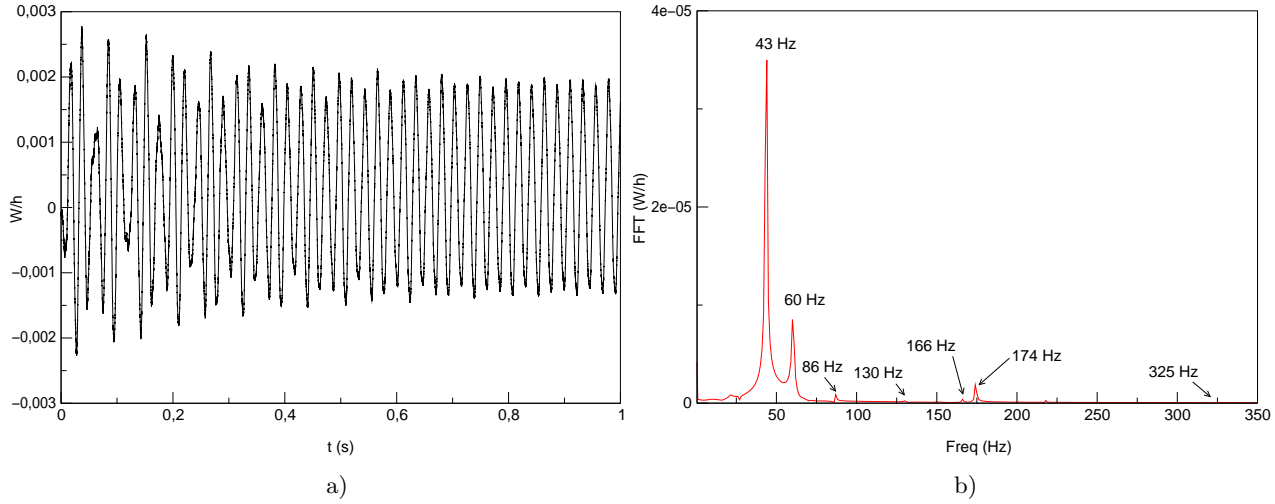 0,003
0,002
0,001
0
−0,001
−0,002
−0,003
W/h
0
0,2
0,4
0,6
0,8
1
t (s)
a)
4e-05
2e-05
0
FFT (W/h)
43 Hz
60 Hz
86 Hz
130 Hz
166 Hz
174 Hz
325 Hz
50
100
150
200
250
300
350
Freq (Hz)
b)